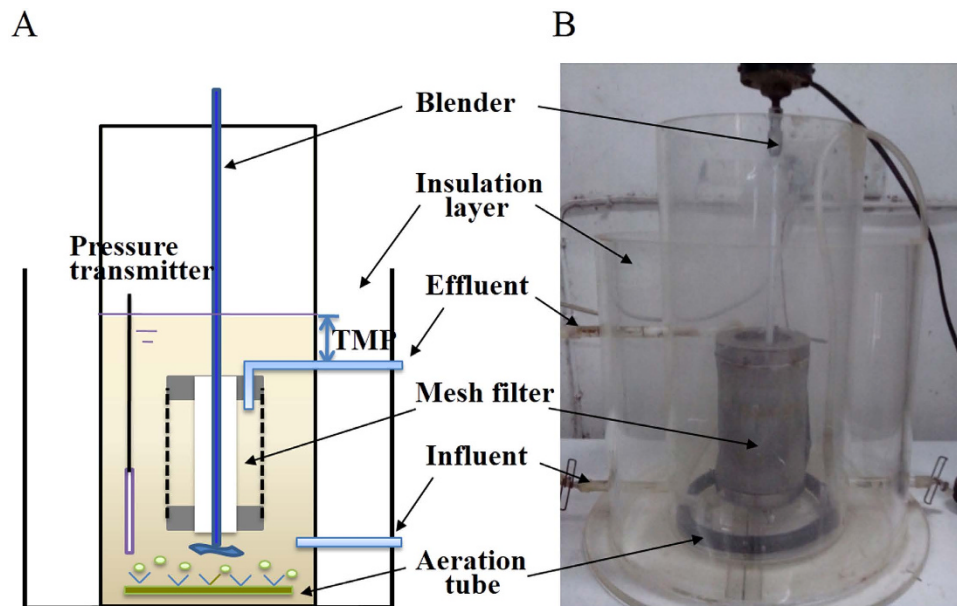 A
B
Blender
Insulation
layer
Pressure
transmitter
Effluent
TMP
Mesh filter
Influent
Aeration
tube